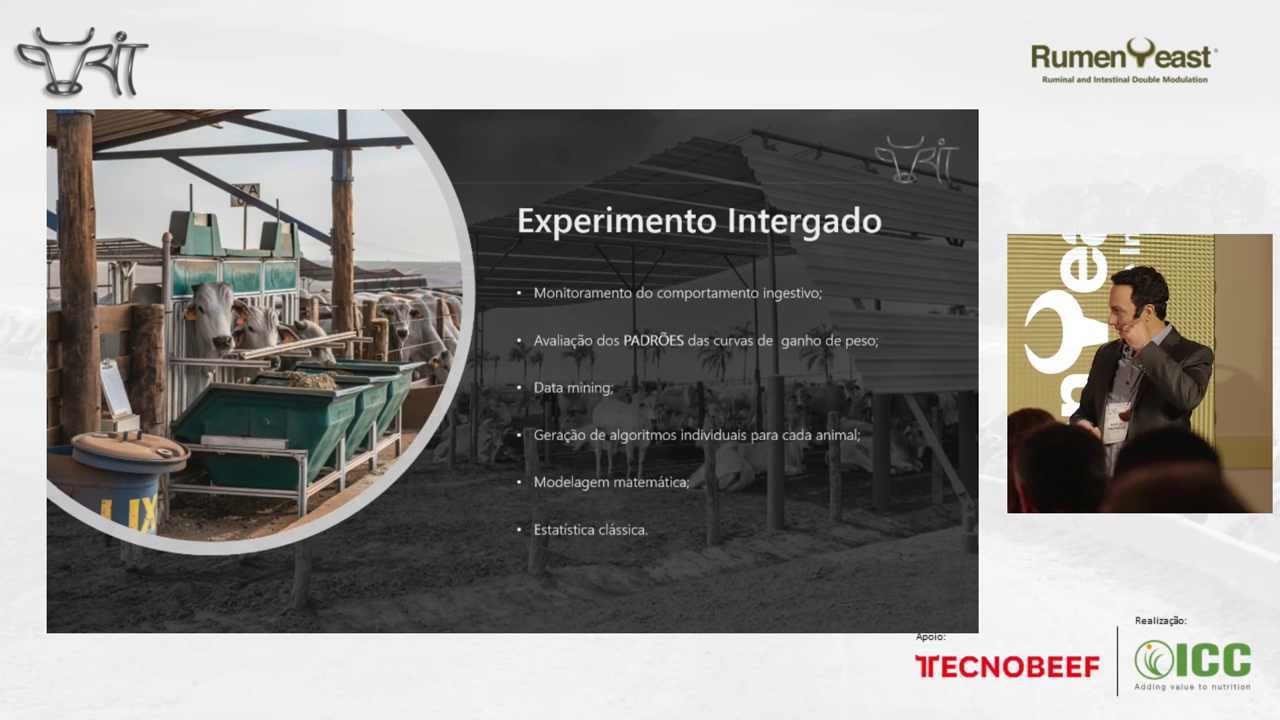 RumenYeast®
Ruminal and Intestinal Double Modulation
Experimento Intergado
• Monitoramento do comportamento ingestivo;
• Avaliação dos PADRÕES das curvas de ganho de peso;
• Data mining;
• Geração de algoritmos individuais para cada animal;
• Modelagem matemática;
• Estatística clássica.
LIX
Apoio:
TECNOBEEF
Realização:
ICC
Adding value to nutrition